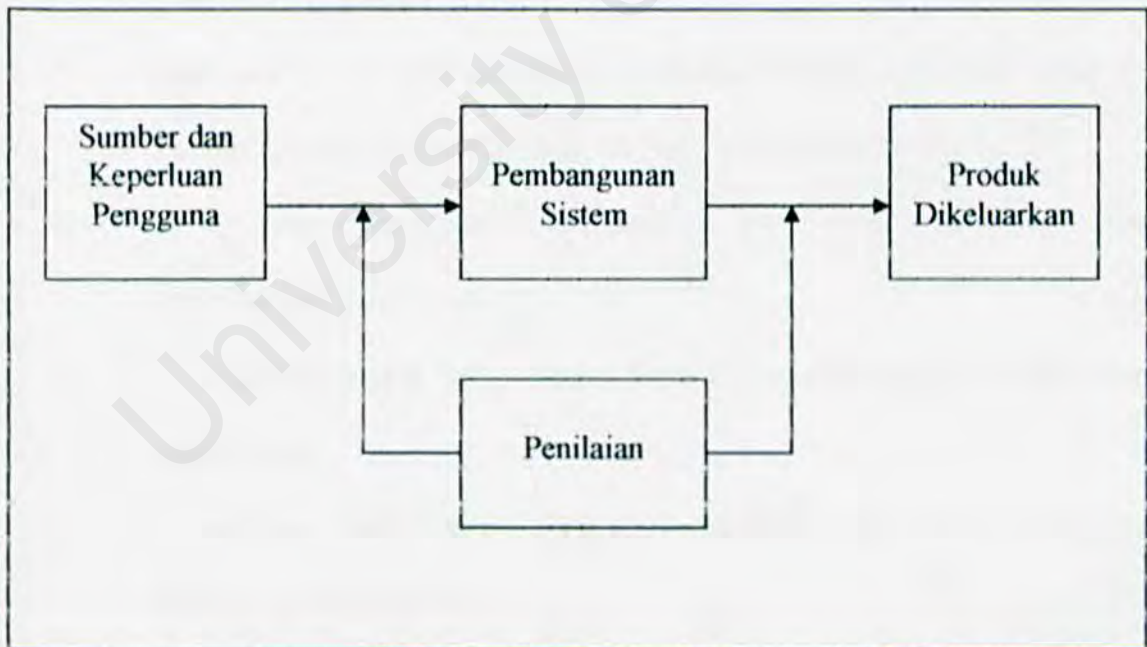 Sumber dan
Keperluan
Pengguna
Pembangunan
Sistem
Produk
Dikeluarkan
Penilaian
University